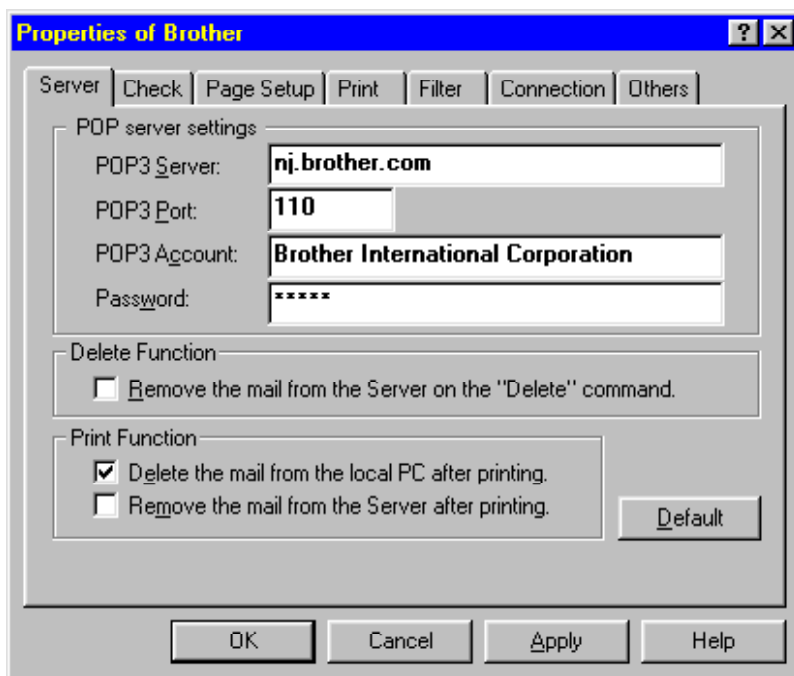 Properties of Brother
Server Check Page Setup Print Filter Connection Others
POP server settings
POP3 Server: nj.brother.com
POP3 Port: 110
POP3 Account: Brother International Corporation
Password: *****
Delete Function
Remove the mail from the Server on the "Delete" command.
Print Function
Delete the mail from the local PC after printing.
Remove the mail from the Server after printing.
Default
OK Cancel Apply Help